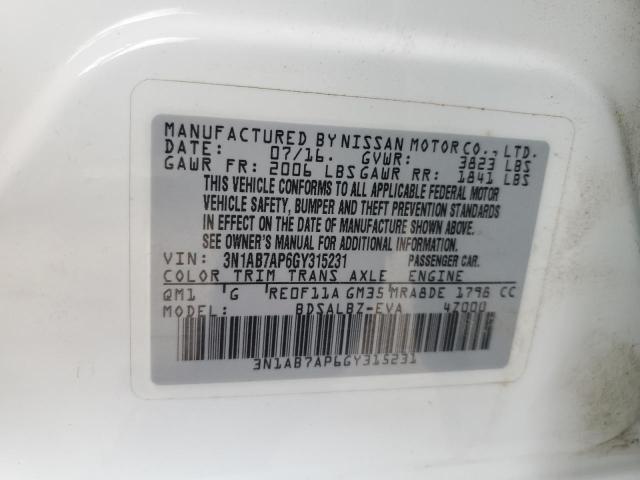 MANUFACTURED BY NISSAN MOTOR CO., LTD.
DATE: 07/16. GVWR: 3823 LBS
GAWR FR: 2006 LBS GAWR RR: 1841 LBS
THIS VEHICLE CONFORMS TO ALL APPLICABLE FEDERAL MOTOR
VEHICLE SAFETY, BUMPER AND THEFT PREVENTION STANDARDS
IN EFFECT ON THE DATE OF MANUFACTURE SHOWN ABOVE.
SEE OWNER'S MANUAL FOR ADDITIONAL INFORMATION.
VIN: 3N1AB7AP6GY315231 PASSENGER CAR.
COLOR TRIM TRANS AXLE ENGINE
QM1 'G 'RE0F11A GM35'MRA8DE 1798 CC
MODEL: BDSALBZ-EVA 47000
3N1AB7AP6GY315231